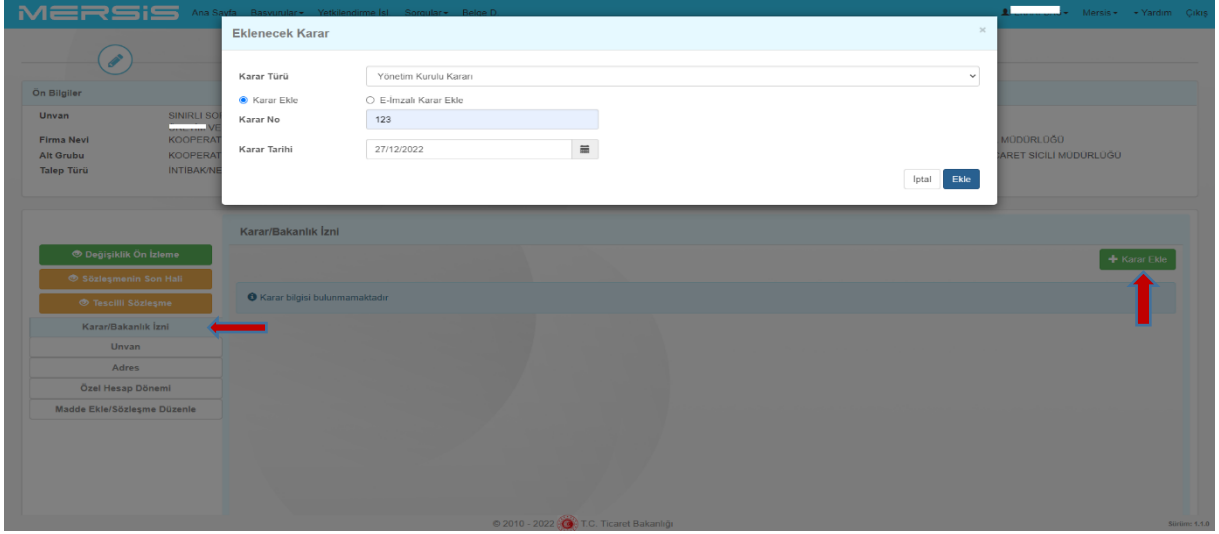 MERSiS Ana Sayfa Başvurular Yetkilendirme İşl Sorgular Belge D Mersis Yardım Çıkış
Eklenecek Karar ×
Karar Türü Yönetim Kurulu Kararı
Karar Ekle E-İmzalı Karar Ekle
Karar No 123
Karar Tarihi 27/12/2022
İptal Ekle
Ön Bilgiler
Unvan SINIRLI
Firma Nevi KOOPERAT MÜDÜRLÜĞÜ
Alt Grubu KOOPERAT CARET SİCİLİ MÜDÜRLÜĞÜ
Talep Türü İNTİBAK/NE
Karar/Bakanlık İzni
Değişiklik Ön İzleme
+ Karar Ekle
Sözleşmenin Son Hali
Tescilli Sözleşme
Karar bilgisi bulunmamaktadır
Karar/Bakanlık İzni
Unvan
Adres
Özel Hesap Dönemi
Madde Ekle/Sözleşme Düzenle
© 2010 - 2022 T.C. Ticaret Bakanlığı
Sürüm: 1.1.0